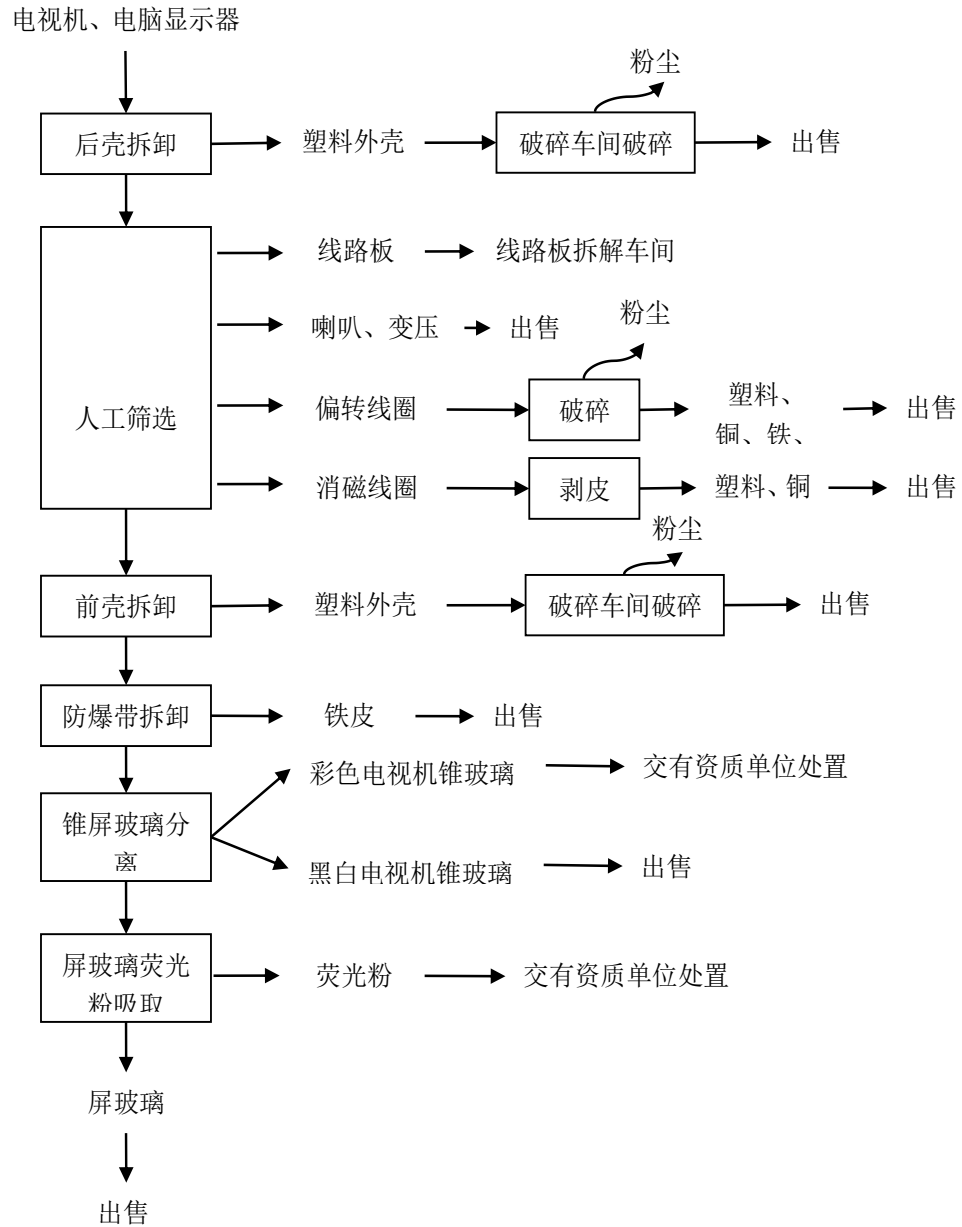 电视机、电脑显示器
粉尘
后壳拆卸
塑料外壳
破碎车间破碎
出售
人工筛选
线路板
线路板拆解车间
喇叭、变压
出售
粉尘
偏转线圈
破碎
塑料、
铜、铁、
出售
消磁线圈
剥皮
塑料、铜
出售
粉尘
前壳拆卸
塑料外壳
破碎车间破碎
出售
防爆带拆卸
铁皮
出售
彩色电视机锥玻璃
交有资质单位处置
锥屏玻璃分
离
黑白电视机锥玻璃
出售
屏玻璃荧光
粉吸取
荧光粉
交有资质单位处置
屏玻璃
出售